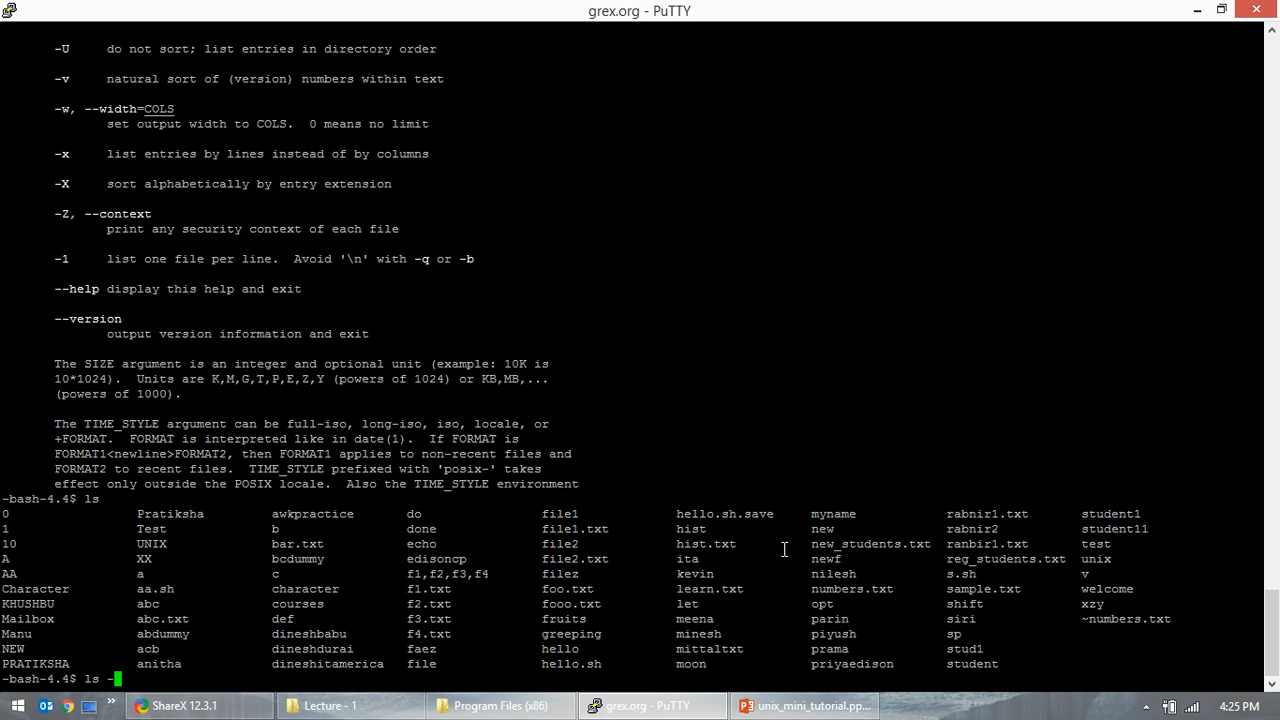 grex.org - PuTTY
-U do not sort; list entries in directory order
-v natural sort of (version) numbers within text
-w, --width=COLS
set output width to COLS. 0 means no limit
-x list entries by lines instead of by columns
-X sort alphabetically by entry extension
-Z, --context
print any security context of each file
-1 list one file per line. Avoid '\n' with -q or -b
--help display this help and exit
--version
output version information and exit
The SIZE argument is an integer and optional unit (example: 10K is
10*1024). Units are K,M,G,T,P,E,Z,Y (powers of 1024) or KB,MB,...
(powers of 1000).
The TIME_STYLE argument can be full-iso, long-iso, iso, locale, or
+FORMAT. FORMAT is interpreted like in date(1). If FORMAT is
FORMAT1<newline>FORMAT2, then FORMAT1 applies to non-recent files and
FORMAT2 to recent files. TIME_STYLE prefixed with 'posix-' takes
effect only outside the POSIX locale. Also the TIME_STYLE environment
-bash-4.4$ ls
0 Pratiksha awkpractice do file1 hello.sh.save myname rabnir1.txt student1
1 Test b done file1.txt hist new rabnir2 student11
10 UNIX bar.txt echo file2 hist.txt new_students.txt ranbir1.txt test
A XX bcdummy edisoncp file2.txt ita newf reg_students.txt unix
AA a c f1,f2,f3,f4 filez kevin nilesh s.sh v
Character aa.sh character f1.txt foo.txt learn.txt numbers.txt sample.txt welcome
KHUSHBU abc courses f2.txt fooo.txt let opt shift xzy
Mailbox abc.txt def f3.txt fruits meena parin siri ~numbers.txt
Manu abdummy dineshbabu f4.txt greeping minesh piyush sp
NEW acb dineshdurai faez hello mittaltxt prama stud1
PRATIKSHA anitha dineshitamerica file hello.sh moon priyaedison student
-bash-4.4$ ls -
ShareX 12.3.1 Lecture - 1 Program Files (x86) grex.org - PuTTY unix_mini_tutorial.pp... 4:25 PM